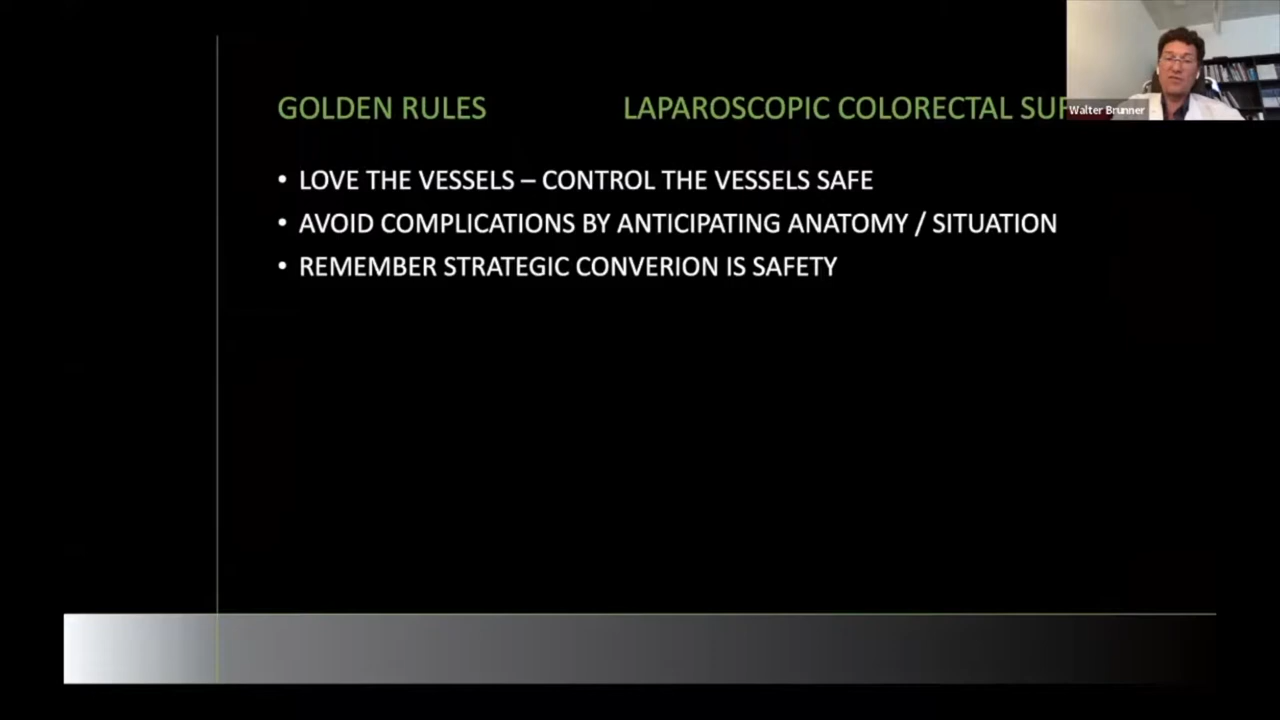 GOLDEN RULES LAPAROSCOPIC COLORECTAL
Walter Brunner
• LOVE THE VESSELS – CONTROL THE VESSELS SAFE
• AVOID COMPLICATIONS BY ANTICIPATING ANATOMY / SITUATION
• REMEMBER STRATEGIC CONVERION IS SAFETY